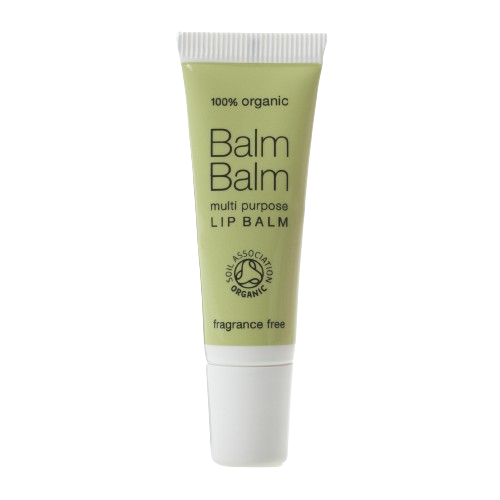 100% organic
Balm
Balm
multi purpose
LIP BALM
SOIL ASSOCIATION
ORGANIC
fragrance free